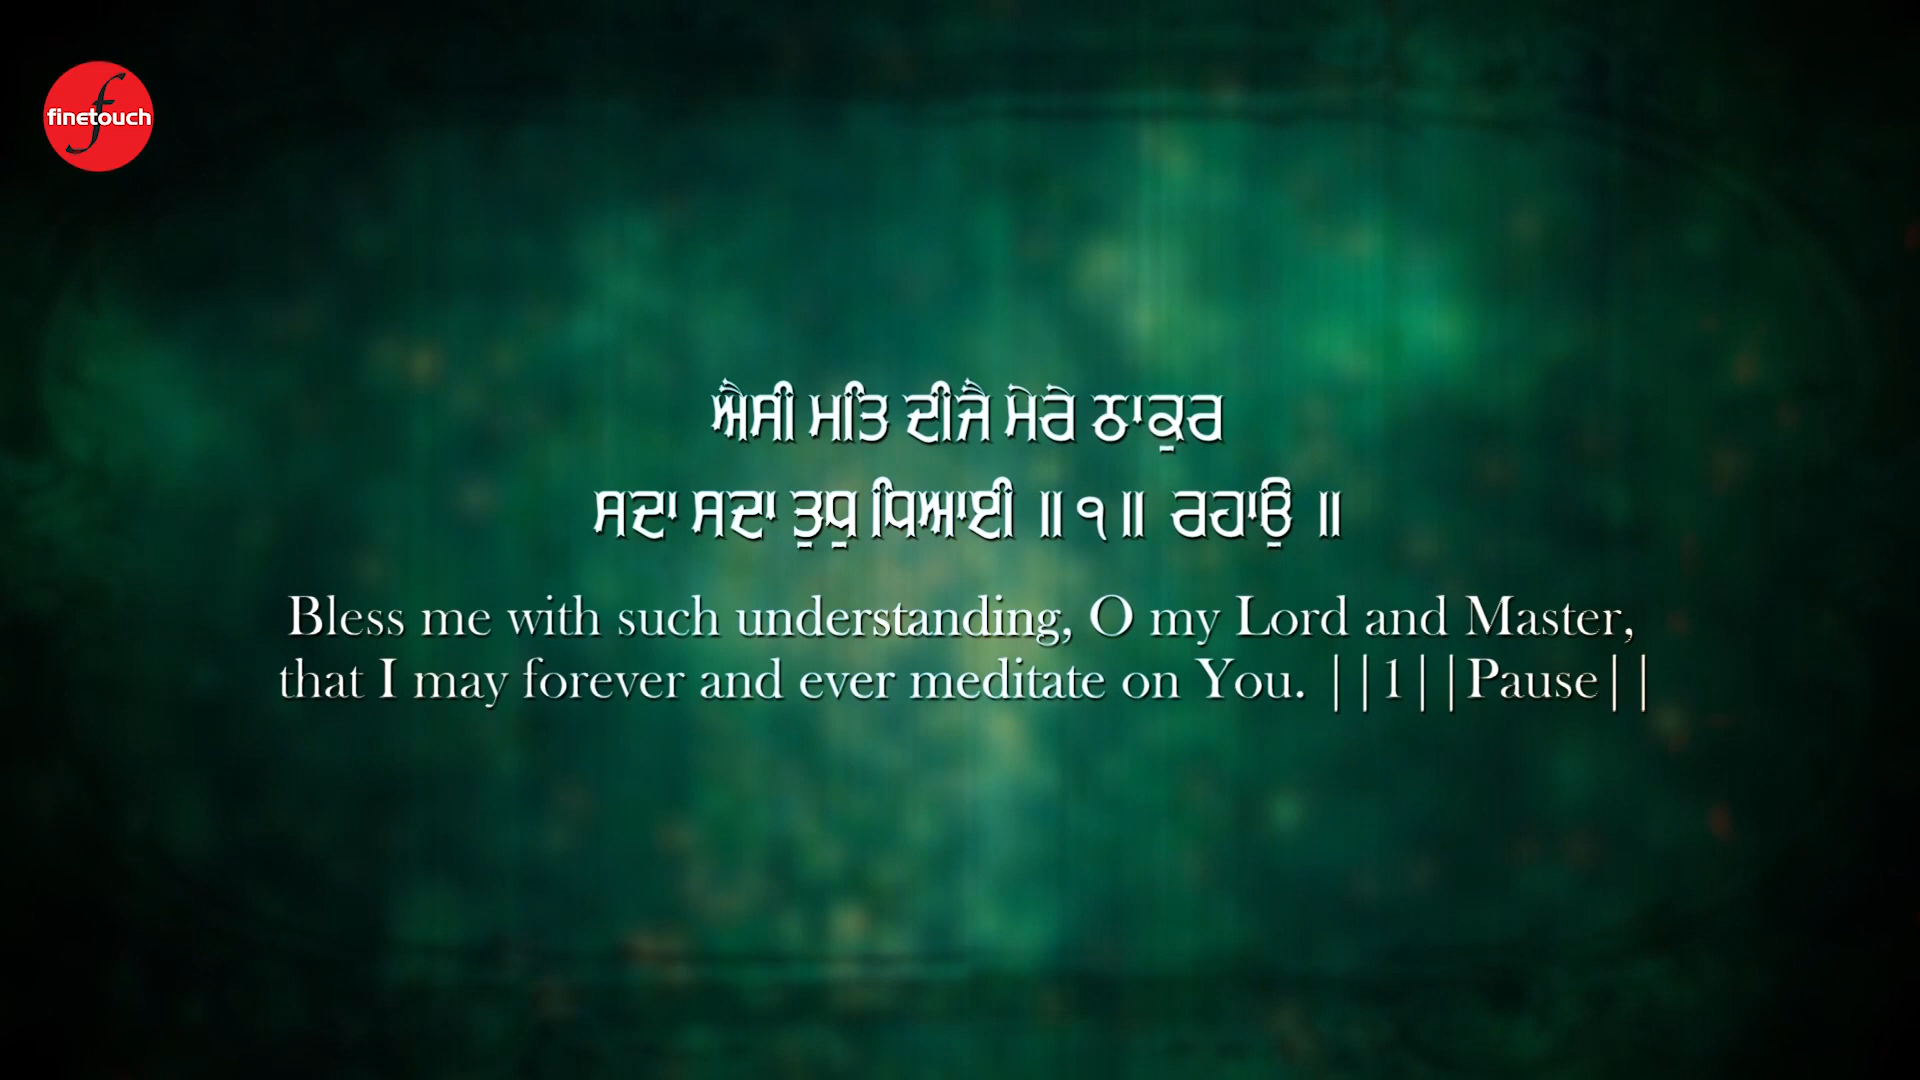 finetouch
ਐਸੀ ਮਤਿ ਦੀਜੈ ਮੇਰੇ ਠਾਕੁਰ
ਸਦਾ ਸਦਾ ਤੁਧੁ ਧਿਆਈ ॥੧॥ ਰਹਾਉ ॥
Bless me with such understanding, O my Lord and Master,
that I may forever and ever meditate on You. ||1||Pause||